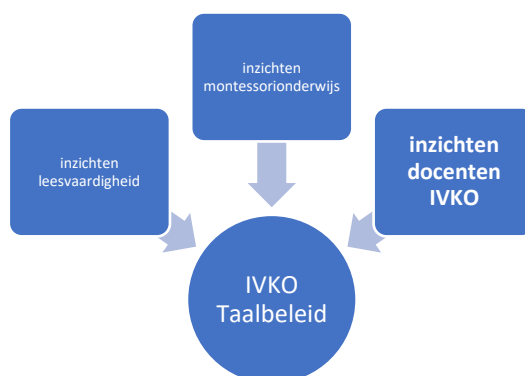 inzichten
montessorionderwijs
inzichten
leesvaardigheid
inzichten
docenten
IVKO
IVKO
Taalbeleid